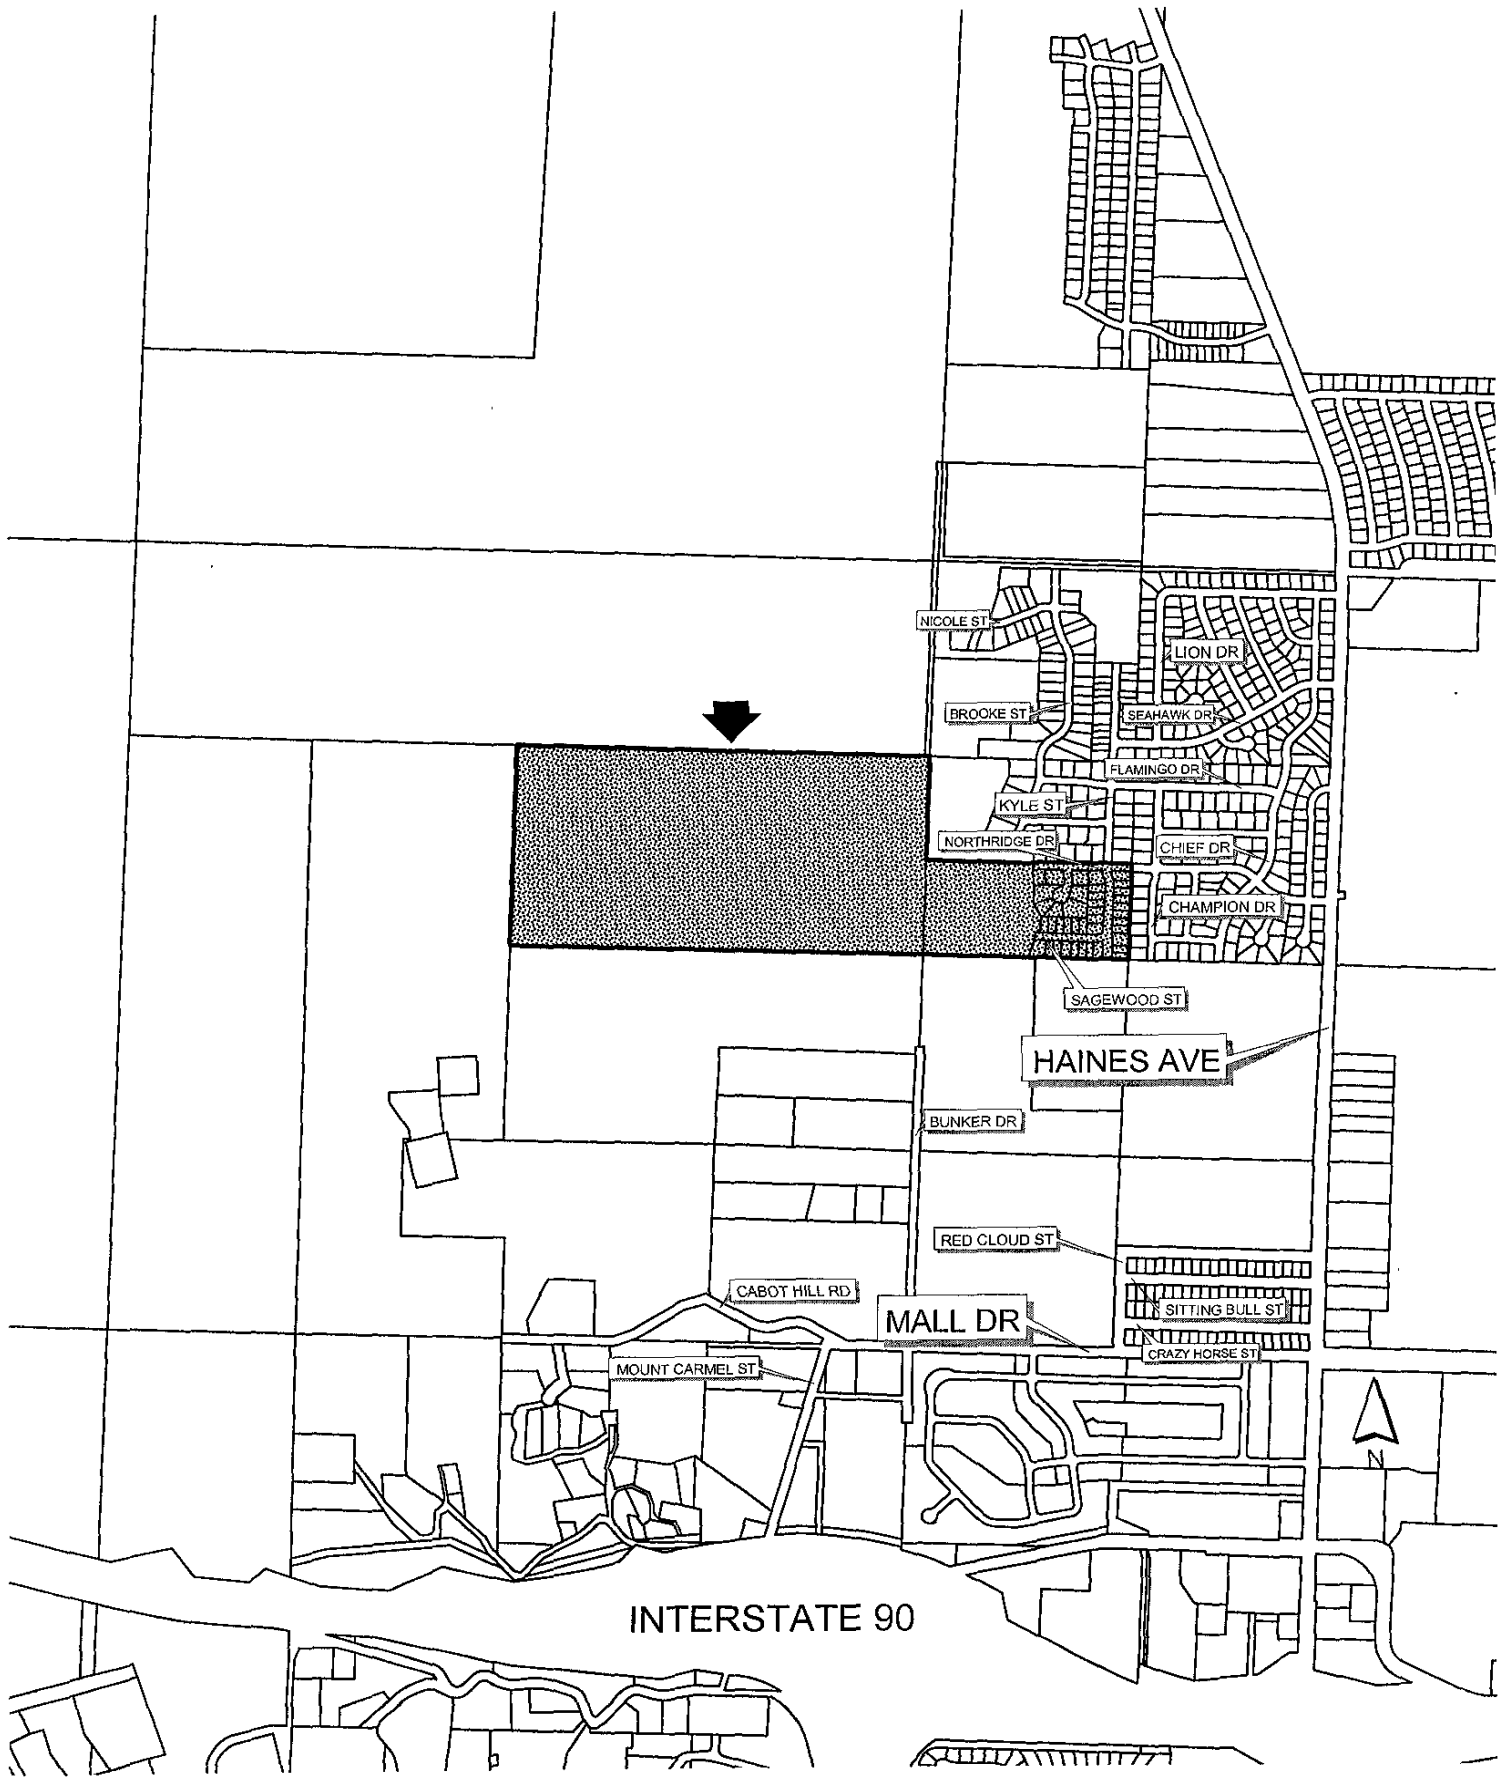 NICOLE ST
LION DR
BROOKE ST
SEAHAWK DR
FLAMINGO DR
KYLE ST
NORTHRIDGE DR
CHIEF DR
CHAMPION DR
SAGEWOOD ST
HAINES AVE
BUNKER DR
RED CLOUD ST
CABOT HILL RD
SITTING BULL ST
MALL DR
CRAZY HORSE ST
MOUNT CARMEL ST
N
INTERSTATE 90